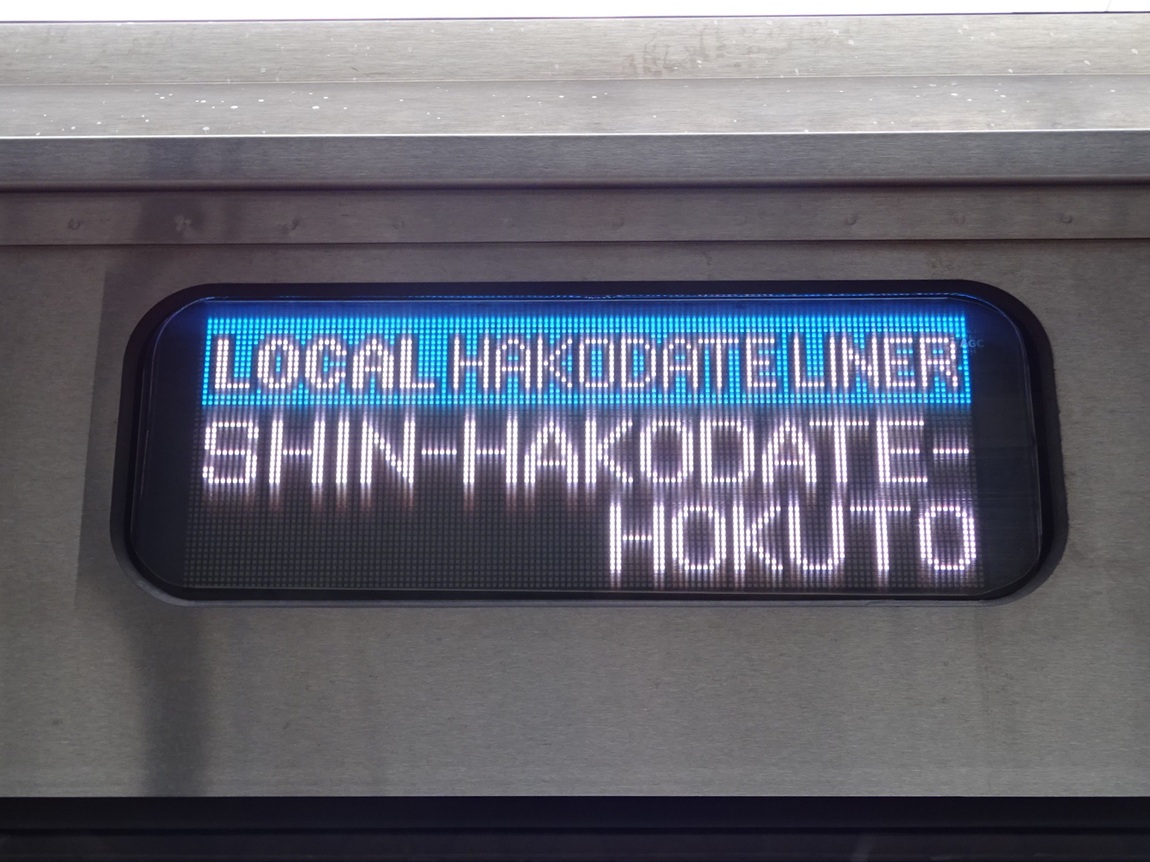 LOCAL HAKODATE LINER
SHIN-HAKODATE-
HOKUTO